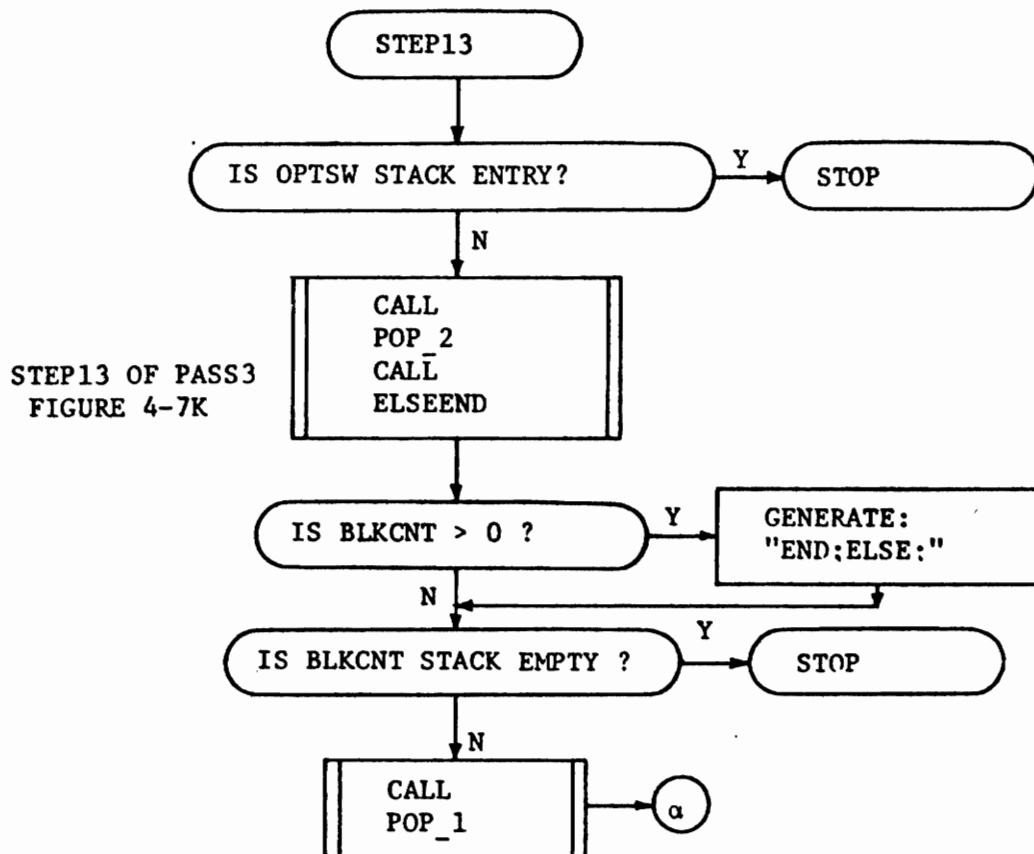 STEP13
IS OPTSW STACK ENTRY?
Y
STOP
N
CALL
POP_2
CALL
ELSEEND
STEP13 OF PASS3
FIGURE 4-7K
IS BLKCNT > 0 ?
Y
GENERATE:
"END;ELSE:"
N
IS BLKCNT STACK EMPTY ?
Y
STOP
N
CALL
POP_1
α